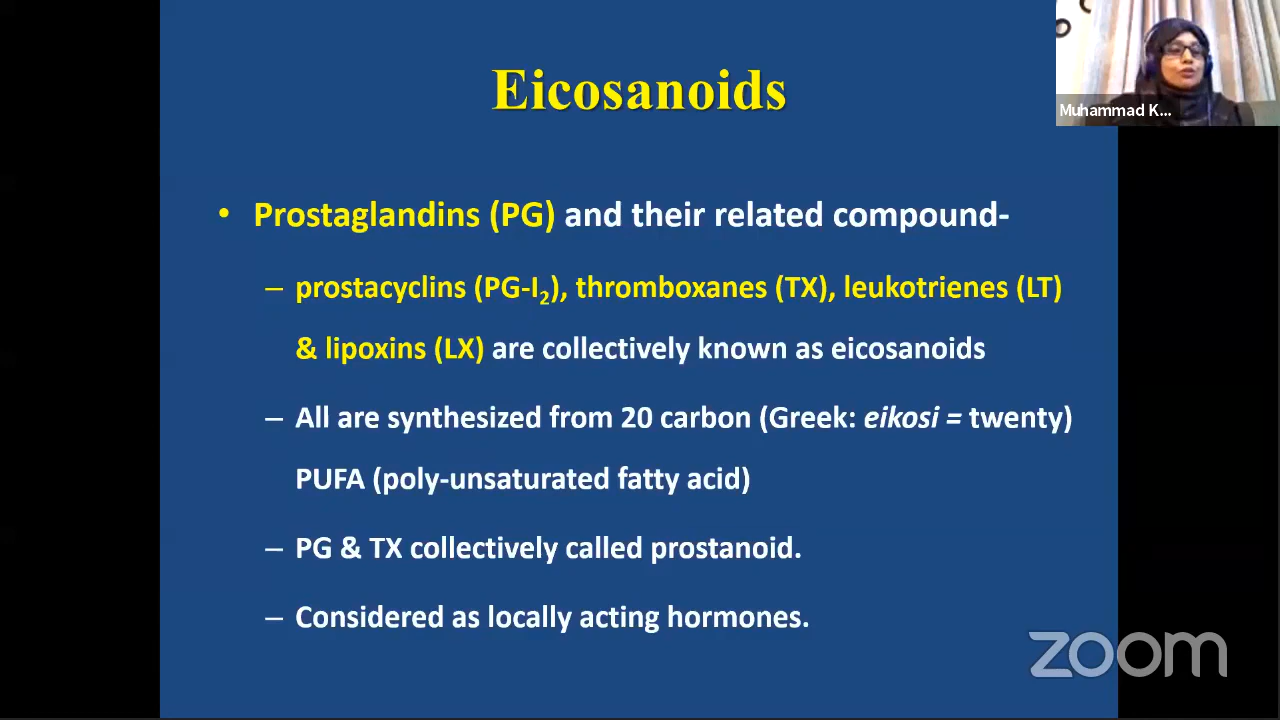 Eicosanoids
Muhammad K...
• Prostaglandins (PG) and their related compound-
– prostacyclins (PG-I₂), thromboxanes (TX), leukotrienes (LT)
& lipoxins (LX) are collectively known as eicosanoids
– All are synthesized from 20 carbon (Greek: eikosi = twenty)
PUFA (poly-unsaturated fatty acid)
– PG & TX collectively called prostanoid.
– Considered as locally acting hormones.
zoom